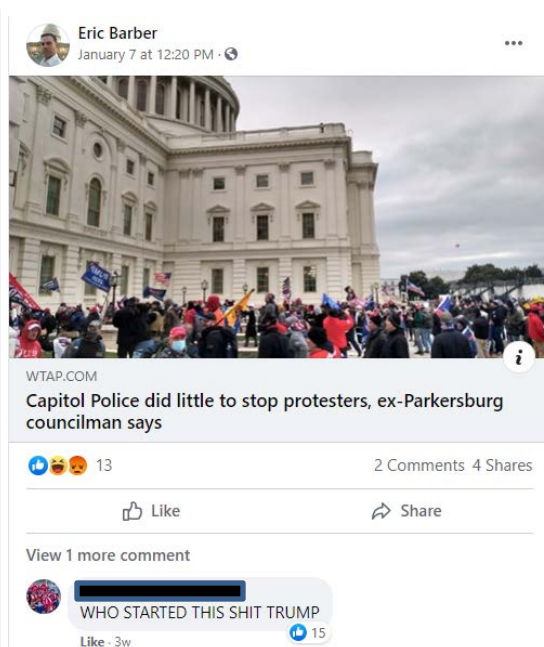 Eric Barber
January 7 at 12:20 PM ·
WTAP.COM
Capitol Police did little to stop protesters, ex-Parkersburg
councilman says
13
2 Comments 4 Shares
Like
Share
View 1 more comment
WHO STARTED THIS SHIT TRUMP
Like · 3w
15